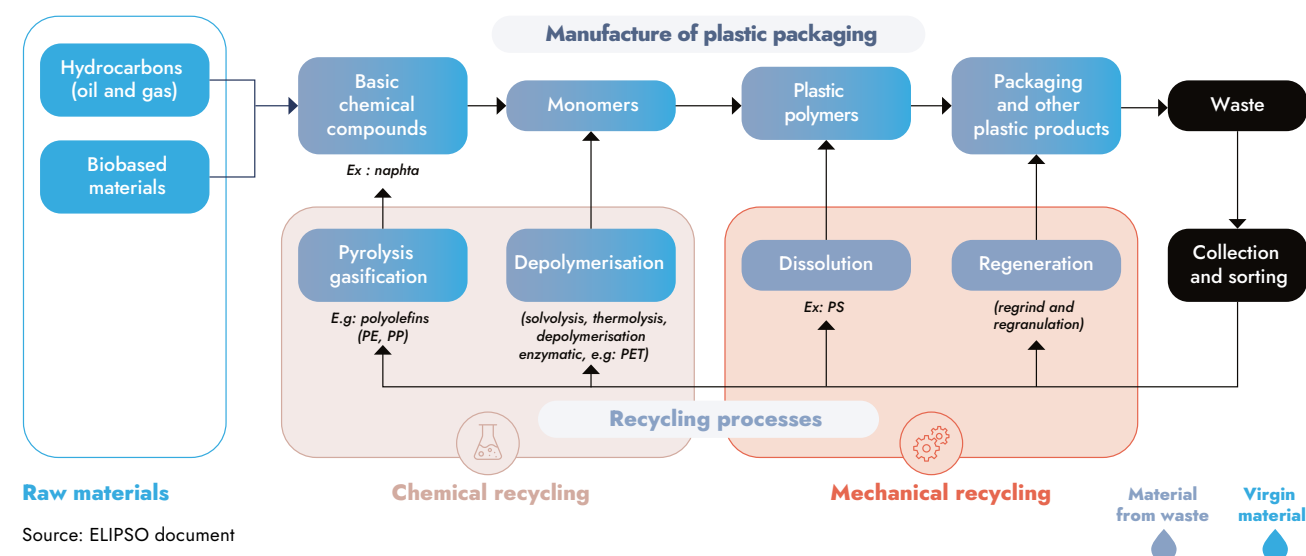 Manufacture of plastic packaging
Hydrocarbons
(oil and gas)
Biobased
materials
Basic
chemical
compounds
Ex : naphta
Monomers
Plastic
polymers
Packaging
and other
plastic products
Waste
Pyrolysis
gasification
E.g: polyolefins
(PE, PP)
Depolymerisation
(solvolysis, thermolysis,
depolymerisation
enzymatic, e.g: PET)
Dissolution
Ex: PS
Regeneration
(regrind and
regranulation)
Collection
and sorting
Recycling processes
Raw materials
Chemical recycling
Mechanical recycling
Material
from waste
Virgin
material
Source: ELIPSO document